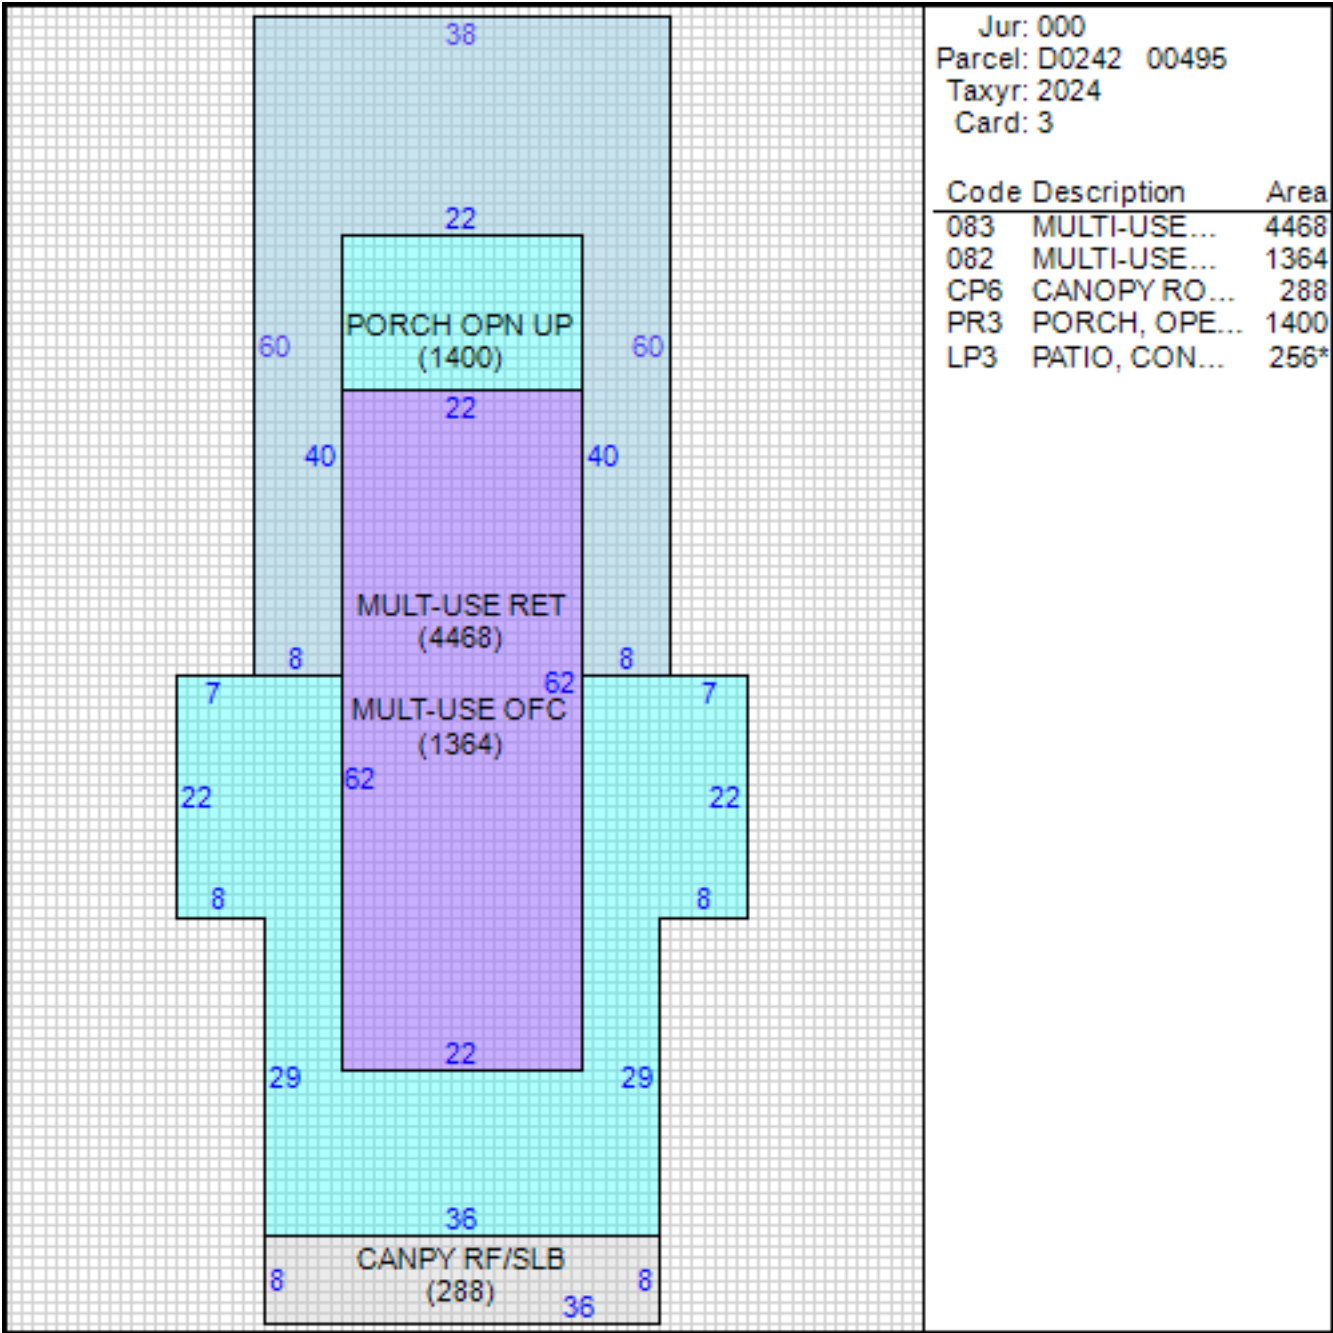 38
22
PORCH OPN UP
(1400)
60
60
22
40
40
MULT-USE RET
(4468)
8
8
7
62
7
MULT-USE OFC
(1364)
62
22
22
8
8
22
29
29
36
CANPY RF/SLB
8
(288)
8
36
Jur: 000
Parcel: D0242 00495
Taxyr: 2024
Card: 3
Code Description Area
083 MULTI-USE... 4468
082 MULTI-USE... 1364
CP6 CANOPY RO... 288
PR3 PORCH, OPE... 1400
LP3 PATIO, CON... 256*